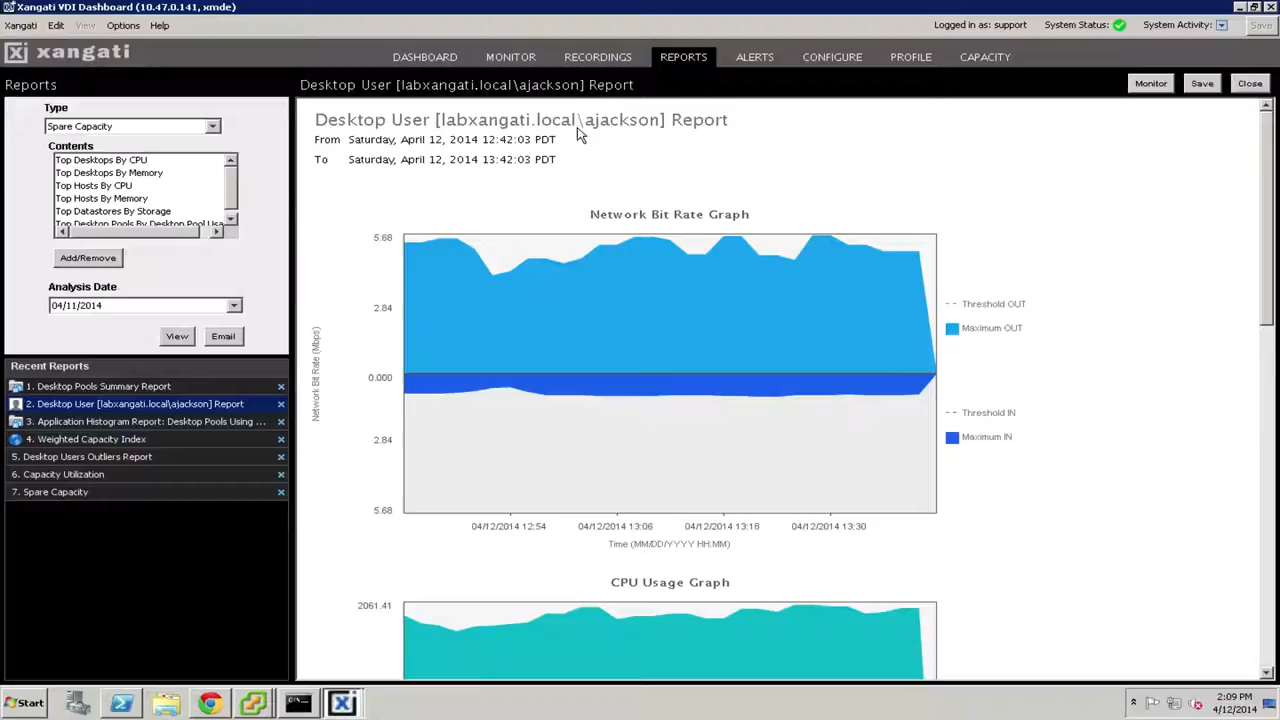 Xangati VDI Dashboard (10.47.0.141, xmde)
Xangati Edit View Options Help
Logged in as: support System Status: System Activity: Save
xangati
DASHBOARD MONITOR RECORDINGS REPORTS ALERTS CONFIGURE PROFILE CAPACITY
Reports
Desktop User [labxangati.local\ajackson] Report
Monitor Save Close
Type
Spare Capacity
Contents
Top Desktops By CPU
Top Desktops By Memory
Top Hosts By CPU
Top Hosts By Memory
Top Datastores By Storage
Top Desktop Pools By Desktop Pool Usa
Add/Remove
Analysis Date
04/11/2014
View Email
Recent Reports
1. Desktop Pools Summary Report
2. Desktop User [labxangati.local\ajackson] Report
3. Application Histogram Report: Desktop Pools Using ...
4. Weighted Capacity Index
5. Desktop Users Outliers Report
6. Capacity Utilization
7. Spare Capacity
Desktop User [labxangati.local\ajackson] Report
From Saturday, April 12, 2014 12:42:03 PDT
To Saturday, April 12, 2014 13:42:03 PDT
Network Bit Rate Graph
5.68
2.84
0.000
2.84
5.68
Network Bit Rate (Mbps)
Threshold OUT
Maximum OUT
Threshold IN
Maximum IN
04/12/2014 12:54 04/12/2014 13:06 04/12/2014 13:18 04/12/2014 13:30
Time (MM/DD/YYYY HH:MM)
CPU Usage Graph
2061.41
Start
2:09 PM
4/12/2014